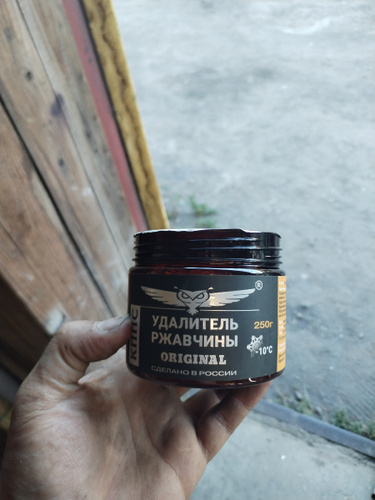 ®
УДАЛИТЕЛЬ
РЖАВЧИНЫ
250г
ORIGINAL
-10°C
СДЕЛАНО В РОССИИ